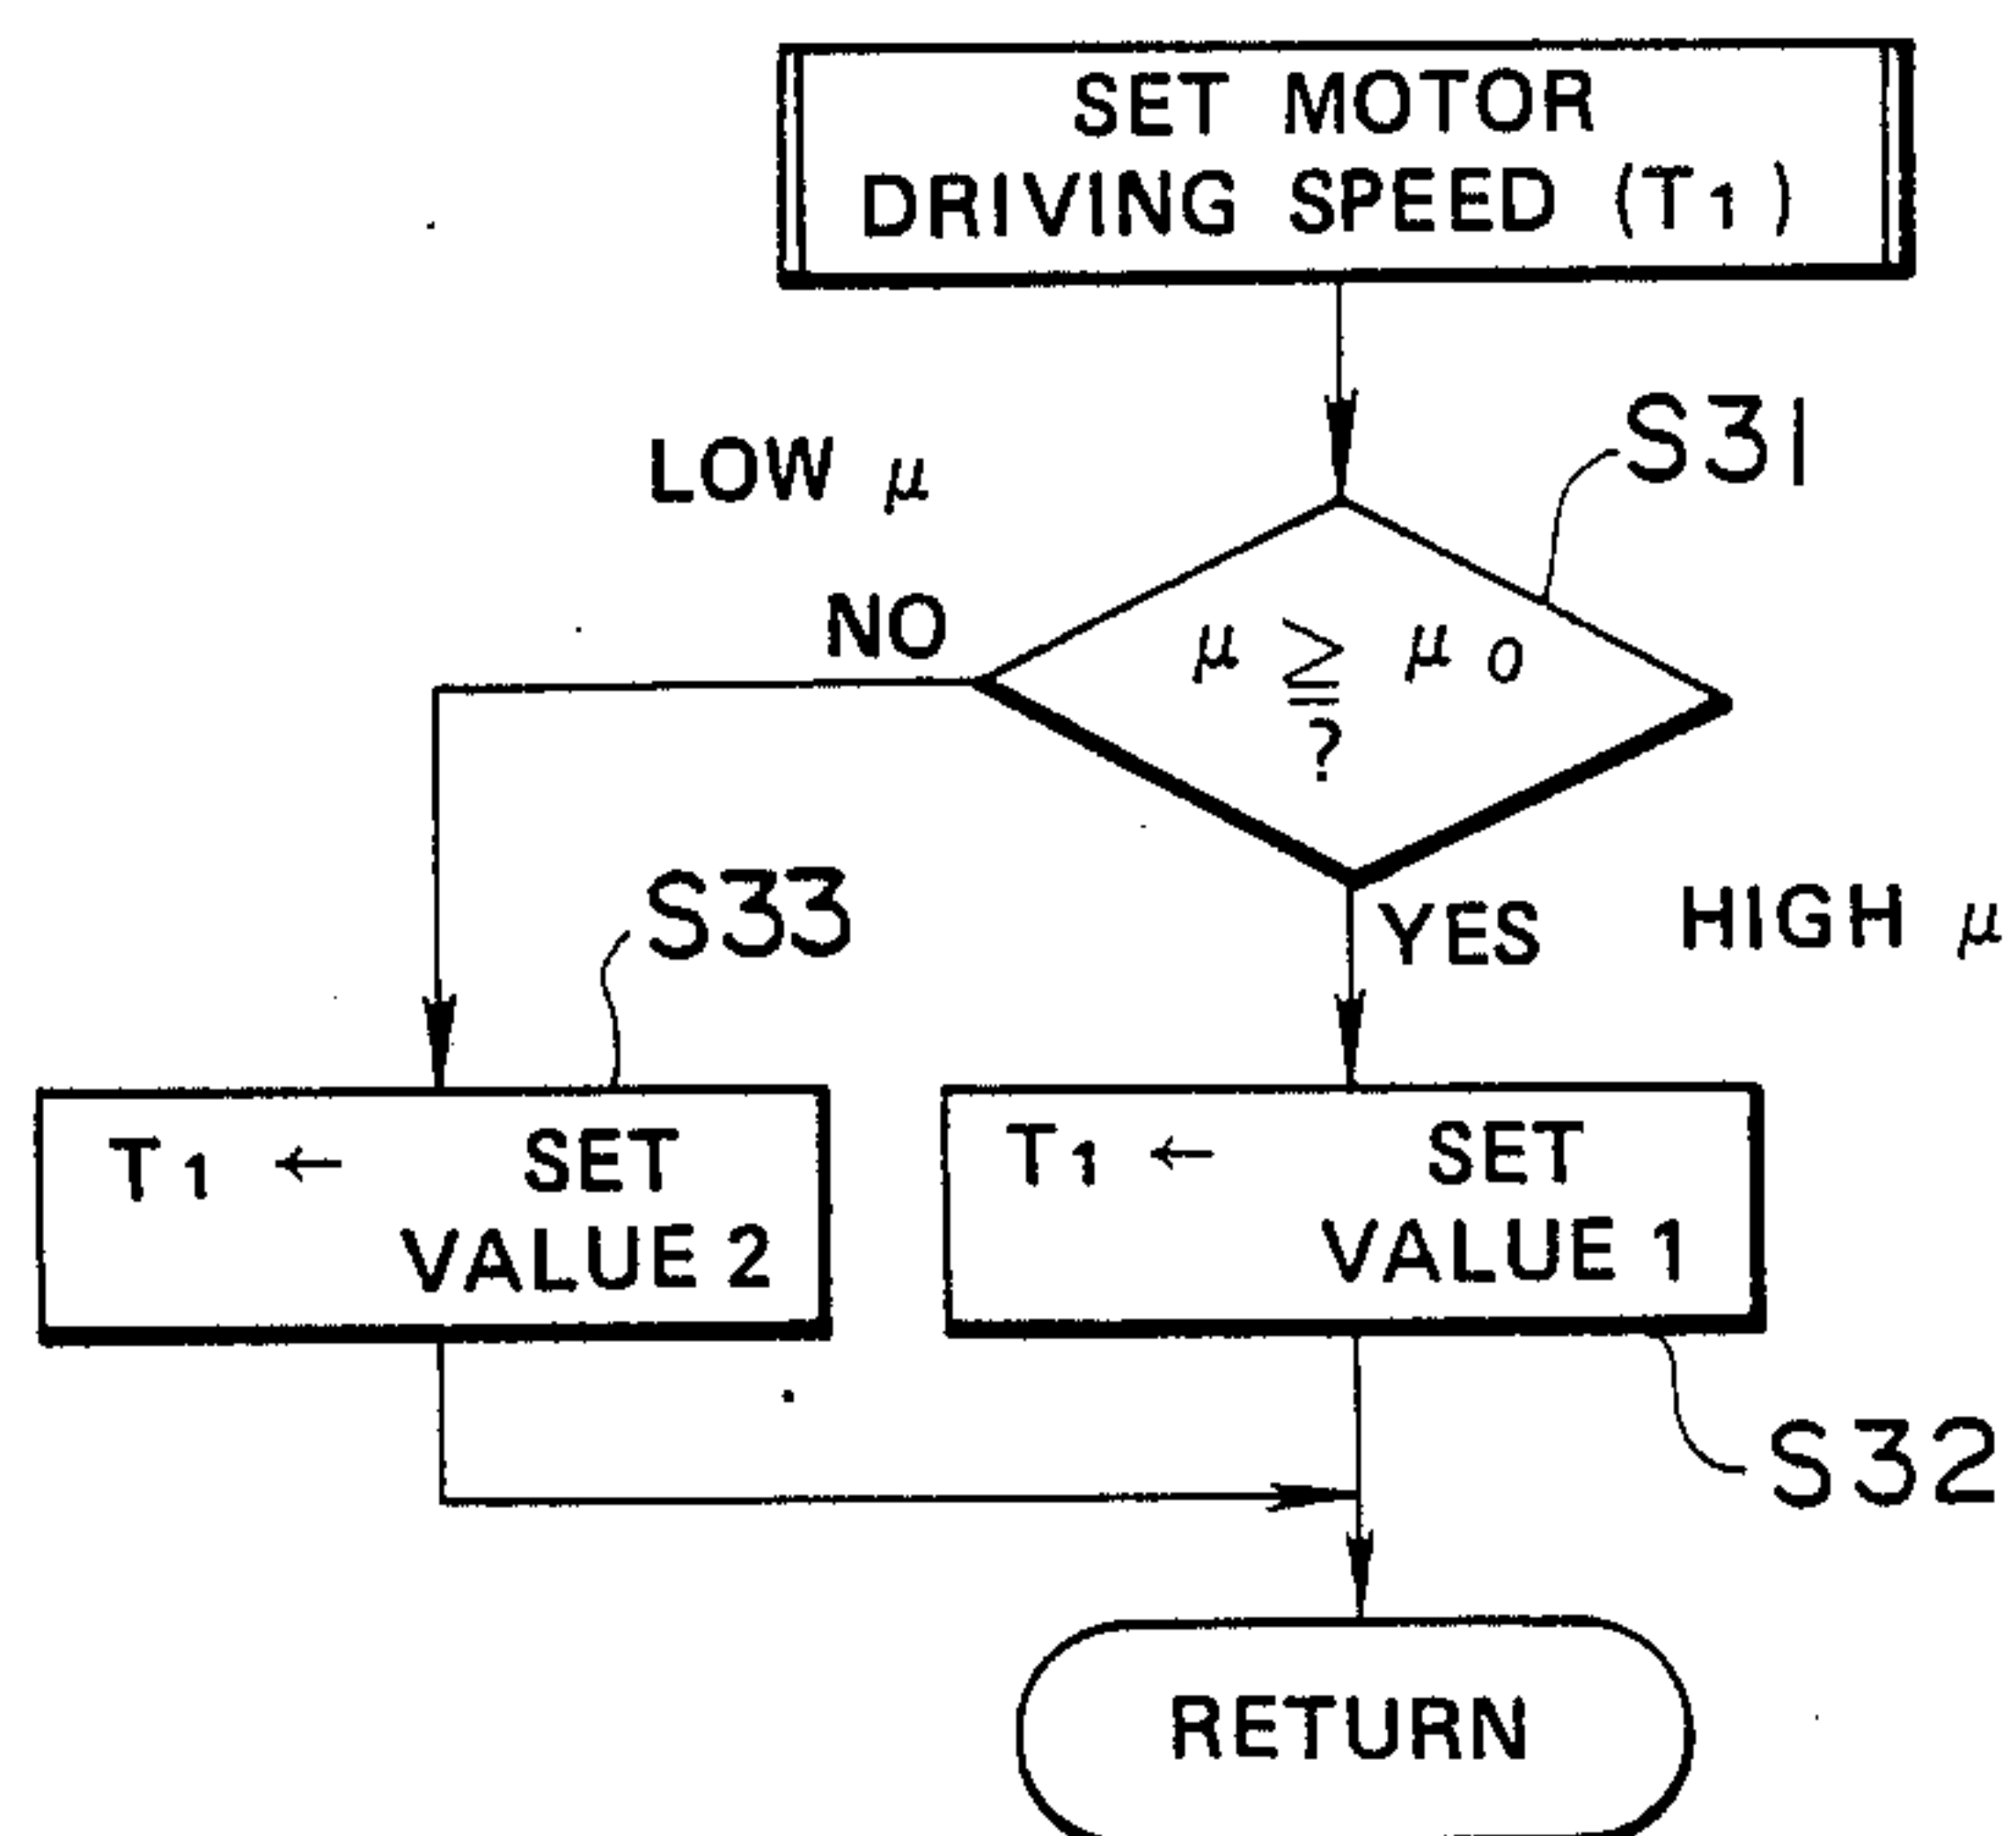 SET MOTOR
DRIVING SPEED (T1)
S31
LOW μ
NO
μ ≧ μ0
?
S33
YES
HIGH μ
T1 ← SET
VALUE 2
T1 ← SET
VALUE 1
S32
RETURN